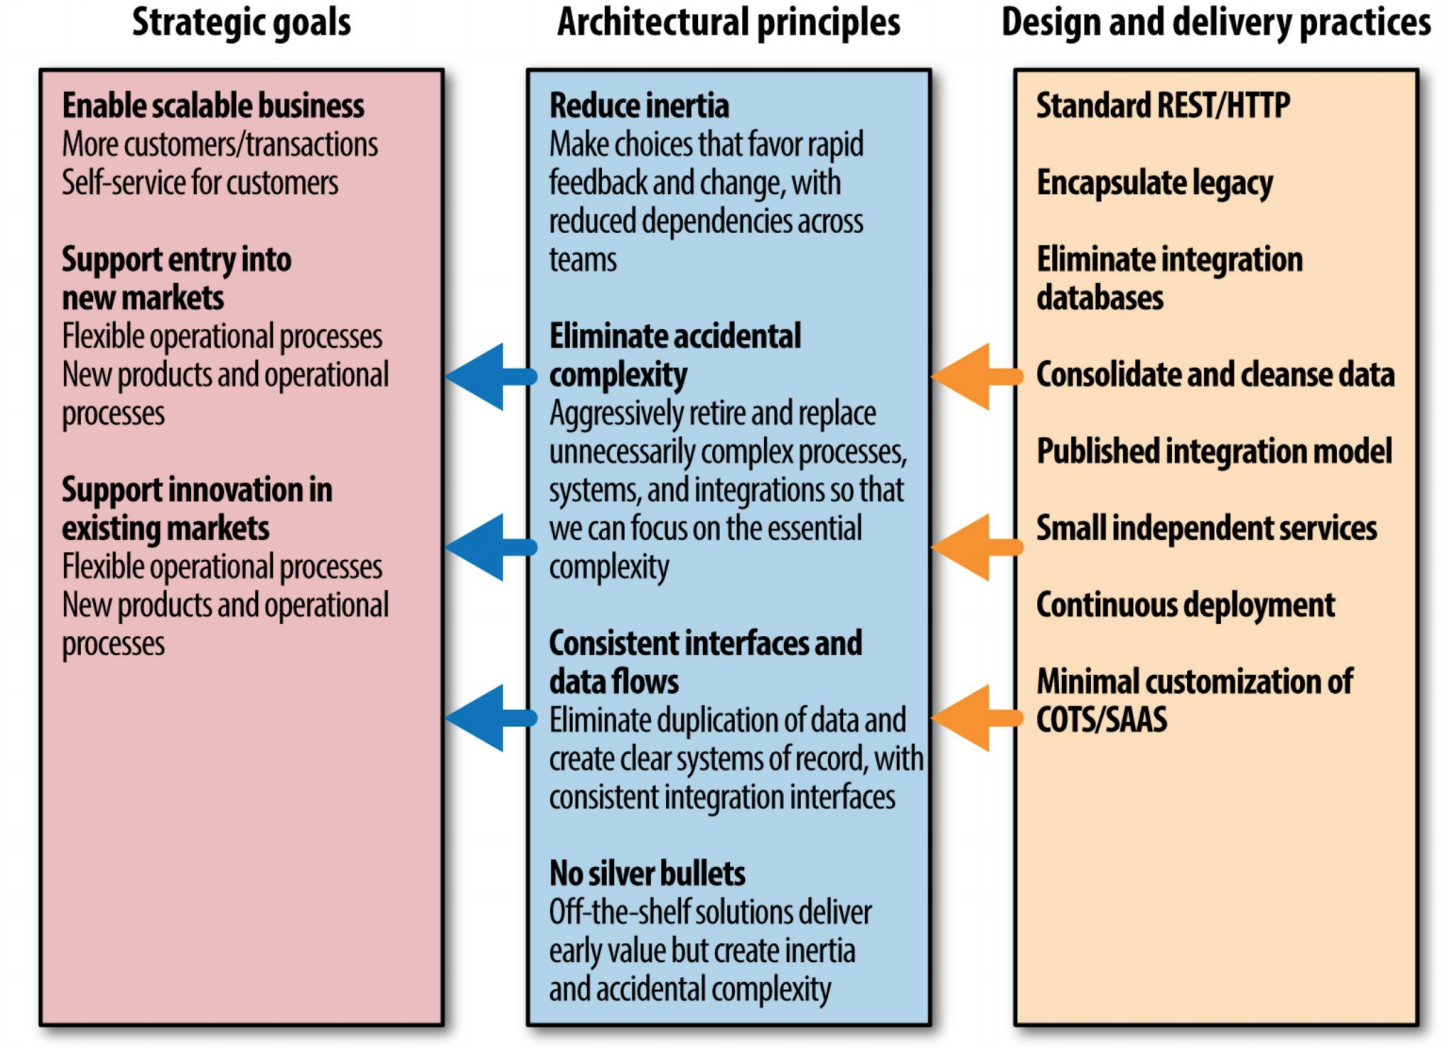 Strategic goals
Enable scalable business
More customers/transactions
Self-service for customers
Support entry into
new markets
Flexible operational processes
New products and operational
processes
Support innovation in
existing markets
Flexible operational processes
New products and operational
processes
Architectural principles
Reduce inertia
Make choices that favor rapid
feedback and change, with
reduced dependencies across
teams
Eliminate accidental
complexity
Aggressively retire and replace
unnecessarily complex processes,
systems, and integrations so that
we can focus on the essential
complexity
Consistent interfaces and
data flows
Eliminate duplication of data and
create clear systems of record, with
consistent integration interfaces
No silver bullets
Off-the-shelf solutions deliver
early value but create inertia
and accidental complexity
Design and delivery practices
Standard REST/HTTP
Encapsulate legacy
Eliminate integration
databases
Consolidate and cleanse data
Published integration model
Small independent services
Continuous deployment
Minimal customization of
COTS/SAAS